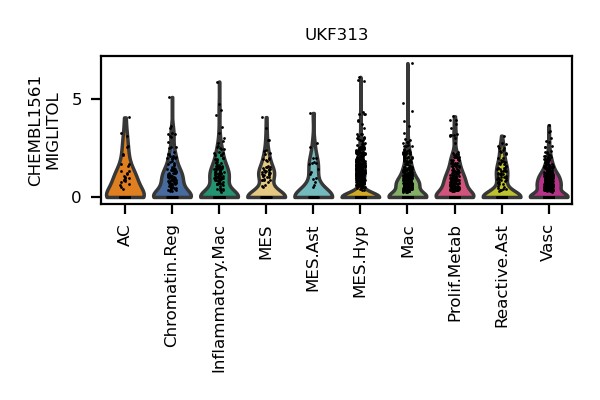 UKF313
CHEMBL1561
MIGLITOL
5
0
AC
Chromatin.Reg
Inflammatory.Mac
MES
MES.Ast
MES.Hyp
Mac
Prolif.Metab
Reactive.Ast
Vasc